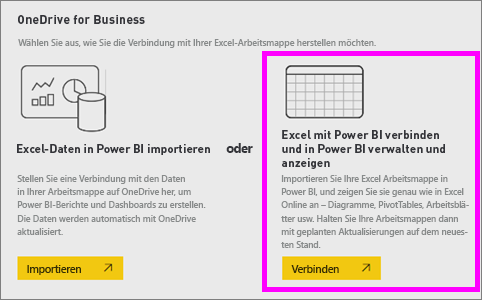 OneDrive for Business
Wählen Sie aus, wie Sie die Verbindung mit Ihrer Excel-Arbeitsmappe herstellen möchten.
Excel-Daten in Power BI importieren
Stellen Sie eine Verbindung mit den Daten
in Ihrer Arbeitsmappe auf OneDrive her, um
Power BI-Berichte und Dashboards zu erstellen.
Die Daten werden automatisch mit OneDrive
aktualisiert.
Importieren
oder
Excel mit Power BI verbinden
und in Power BI verwalten und
anzeigen
Importieren Sie Ihre Excel Arbeitsmappe in
Power BI, und zeigen Sie sie genau wie in Excel
Online an – Diagramme, PivotTables, Arbeitsblä-
tter usw. Halten Sie Ihre Arbeitsmappen dann
mit geplanten Aktualisierungen auf dem neues-
ten Stand.
Verbinden